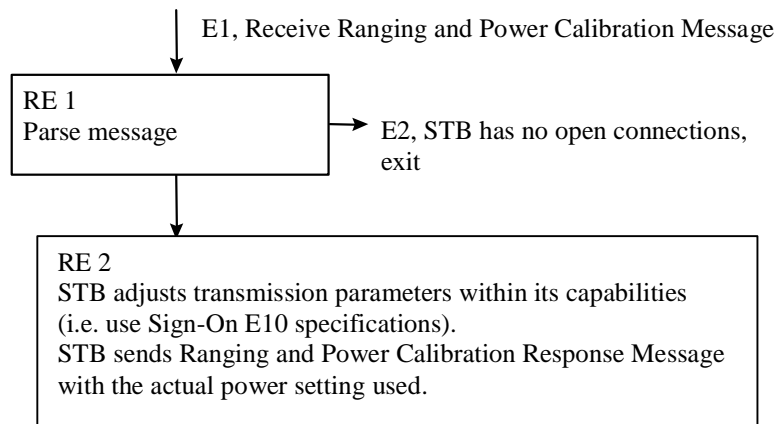 E1, Receive Ranging and Power Calibration Message
RE 1
Parse message
E2, STB has no open connections,
exit
RE 2
STB adjusts transmission parameters within its capabilities
(i.e. use Sign-On E10 specifications).
STB sends Ranging and Power Calibration Response Message
with the actual power setting used.